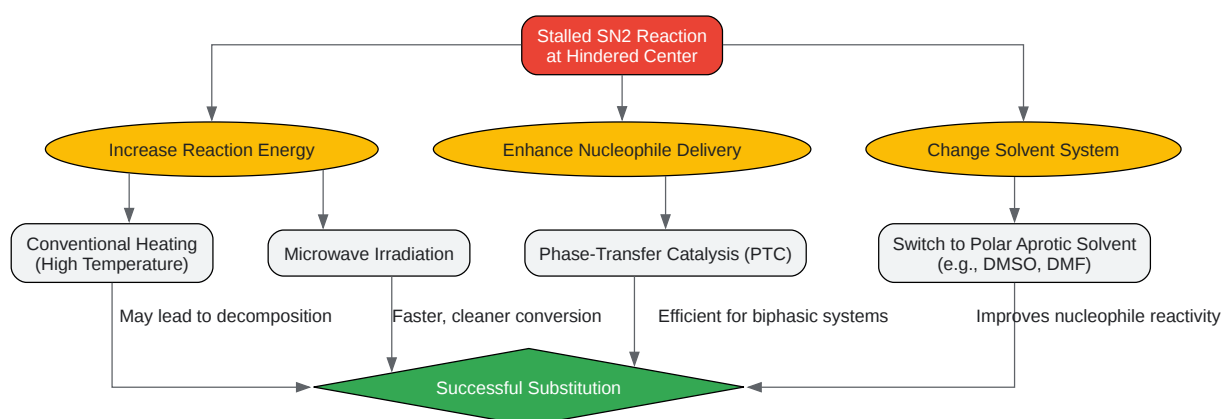 Stalled SN2 Reaction
at Hindered Center
Increase Reaction Energy
Enhance Nucleophile Delivery
Change Solvent System
Conventional Heating
(High Temperature)
Microwave Irradiation
Phase-Transfer Catalysis (PTC)
Switch to Polar Aprotic Solvent
(e.g., DMSO, DMF)
May lead to decomposition
Faster, cleaner conversion
Efficient for biphasic systems
Improves nucleophile reactivity
Successful Substitution